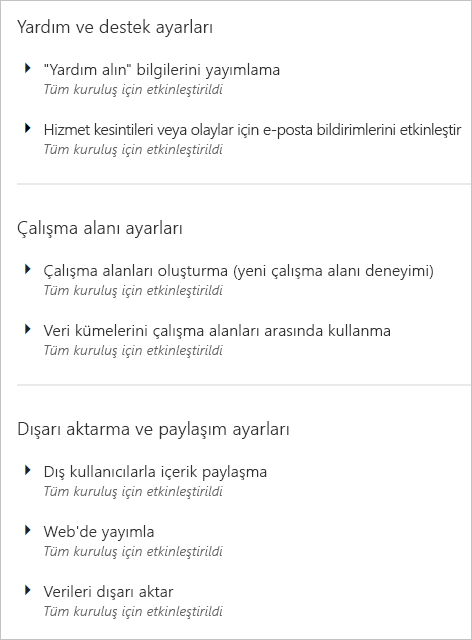 Yardım ve destek ayarları
"Yardım alın" bilgilerini yayımlama
Tüm kuruluş için etkinleştirildi
Hizmet kesintileri veya olaylar için e-posta bildirimlerini etkinleştir
Tüm kuruluş için etkinleştirildi
Çalışma alanı ayarları
Çalışma alanları oluşturma (yeni çalışma alanı deneyimi)
Tüm kuruluş için etkinleştirildi
Veri kümelerini çalışma alanları arasında kullanma
Tüm kuruluş için etkinleştirildi
Dışarı aktarma ve paylaşım ayarları
Dış kullanıcılarla içerik paylaşma
Tüm kuruluş için etkinleştirildi
Web'de yayımla
Tüm kuruluş için etkinleştirildi
Verileri dışarı aktar
Tüm kuruluş için etkinleştirildi